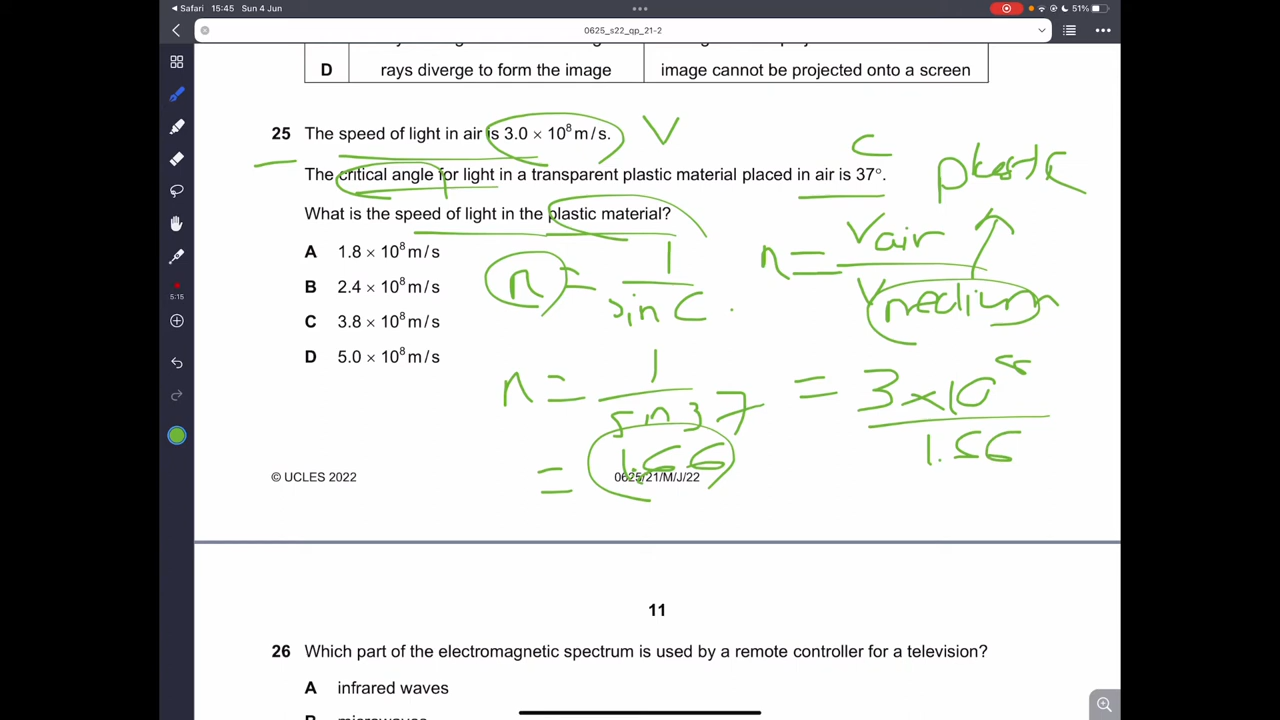 Safari 15:45 Sun 4 Jun
51%
0625_s22_qp_21-2
D rays diverge to form the image image cannot be projected onto a screen
25 The speed of light in air is 3.0 × 10⁸ m/s. V
The critical angle for light in a transparent plastic material placed in air is 37°. C plastic
What is the speed of light in the plastic material?
A 1.8 × 10⁸ m/s
B 2.4 × 10⁸ m/s
C 3.8 × 10⁸ m/s
D 5.0 × 10⁸ m/s
n = 1 / sin C
n = V air / V medium
n = 1 / sin 37 = 3 × 10⁸ / 1.66
= 1.66
5:15
© UCLES 2022 0625/21/M/J/22
11
26 Which part of the electromagnetic spectrum is used by a remote controller for a television?
A infrared waves